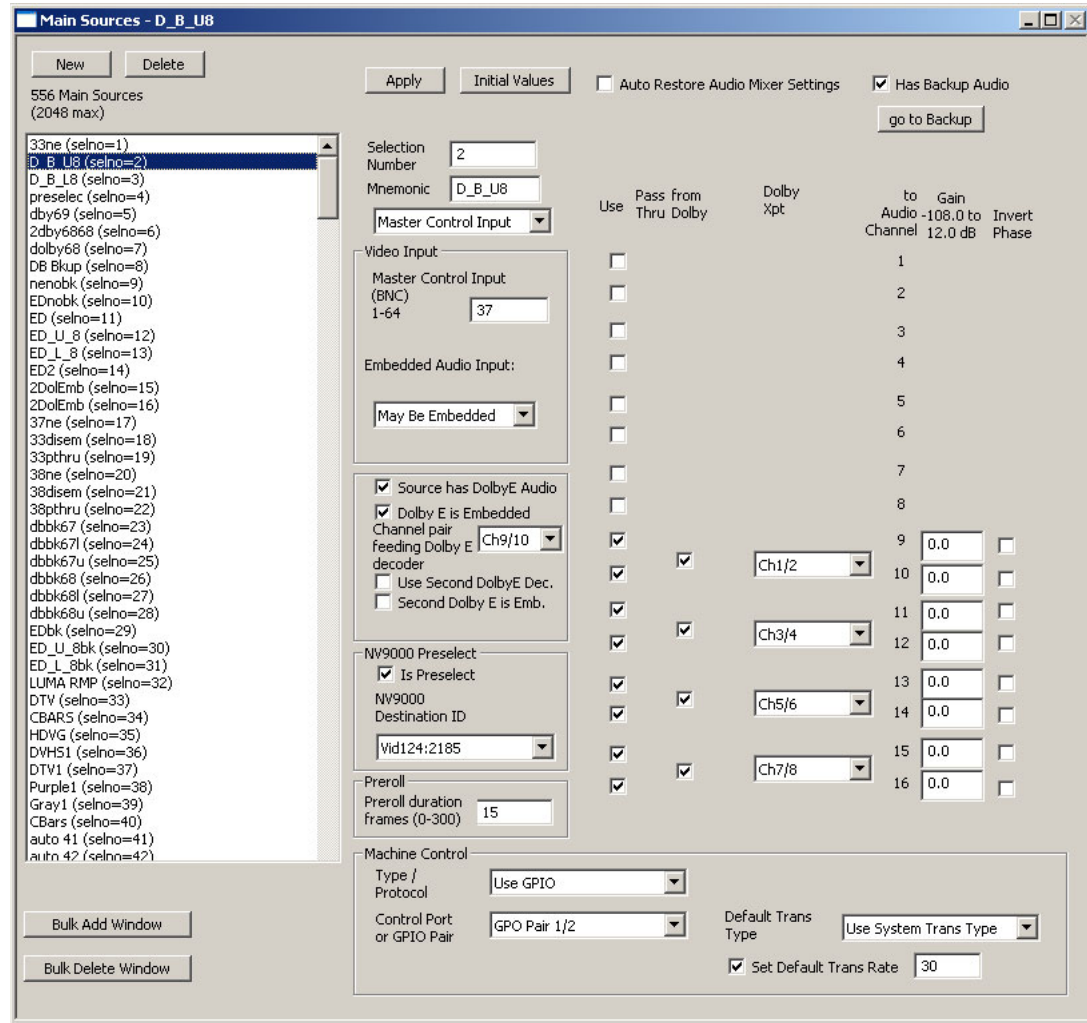 Main Sources - D_B_U8
New
Delete
556 Main Sources
(2048 max)
33ne (selno=1)
D_B_U8 (selno=2)
D_B_L8 (selno=3)
preselec (selno=4)
dby69 (selno=5)
2dby6868 (selno=6)
dolby68 (selno=7)
DB Bkup (selno=8)
nenobk (selno=9)
EDnobk (selno=10)
ED (selno=11)
ED_U_8 (selno=12)
ED_L_8 (selno=13)
ED2 (selno=14)
2DolEmb (selno=15)
2DolEmb (selno=16)
37ne (selno=17)
33disem (selno=18)
33pthru (selno=19)
38ne (selno=20)
38disem (selno=21)
38pthru (selno=22)
dbbk67 (selno=23)
dbbk67l (selno=24)
dbbk67u (selno=25)
dbbk68 (selno=26)
dbbk68l (selno=27)
dbbk68u (selno=28)
EDbk (selno=29)
ED_U_8bk (selno=30)
ED_L_8bk (selno=31)
LUMA RMP (selno=32)
DTV (selno=33)
CBARS (selno=34)
HDVG (selno=35)
DVHS1 (selno=36)
DTV1 (selno=37)
Purple1 (selno=38)
Gray1 (selno=39)
CBars (selno=40)
auto 41 (selno=41)
auto 42 (selno=42)
Bulk Add Window
Bulk Delete Window
Apply
Initial Values
Auto Restore Audio Mixer Settings
Has Backup Audio
go to Backup
Selection
Number
2
Mnemonic
D_B_U8
Master Control Input
Video Input
Master Control Input
(BNC)
1-64
37
Embedded Audio Input:
May Be Embedded
Source has DolbyE Audio
Dolby E is Embedded
Channel pair
feeding Dolby E
decoder
Ch9/10
Use Second DolbyE Dec.
Second Dolby E is Emb.
NV9000 Preselect
Is Preselect
NV9000
Destination ID
Vid124:2185
Preroll
Preroll duration
frames (0-300)
15
Use
Pass
Thru
from
Dolby
Dolby
Xpt
to
Audio
Channel
Gain
-108.0 to
12.0 dB
Invert
Phase
1
2
3
4
5
6
7
8
9
0.0
Ch1/2
10
0.0
11
0.0
Ch3/4
12
0.0
13
0.0
Ch5/6
14
0.0
15
0.0
Ch7/8
16
0.0
Machine Control
Type /
Protocol
Use GPIO
Control Port
or GPIO Pair
GPO Pair 1/2
Default Trans
Type
Use System Trans Type
Set Default Trans Rate
30